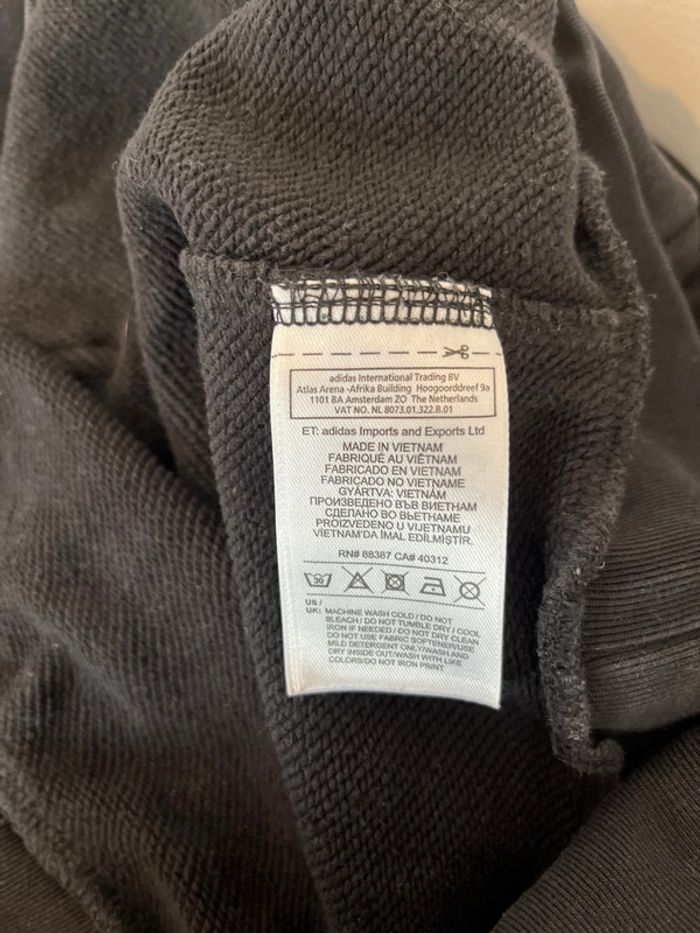 adidas International Trading BV
Atlas Arena -Afrika Building Hoogoorddreef 9a
1101 BA Amsterdam ZO The Netherlands
VAT NO. NL 8073.01.322.B.01
ET: adidas Imports and Exports Ltd
MADE IN VIETNAM
FABRIQUÉ AU VIÊTNAM
FABRICADO EN VIETNAM
FABRICADO NO VIETNAME
GYÁRTVA: VIETNÁM
ПРОИЗВЕДЕНО ВЪВ ВИЕТНАМ
СДЕЛАНО ВО ВЬЕТНАМЕ
PROIZVEDENO U VIJETNAMU
VIETNAM'DA İMAL EDİLMİŞTİR.
RN# 88387 CA# 40312
30
US /
UK: MACHINE WASH COLD / DO NOT
BLEACH / DO NOT TUMBLE DRY / COOL
IRON IF NEEDED / DO NOT DRY CLEAN
DO NOT USE FABRIC SOFTENER/USE
MILD DETERGENT ONLY/WASH AND
DRY INSIDE OUT/WASH WITH LIKE
COLORS/DO NOT IRON PRINT